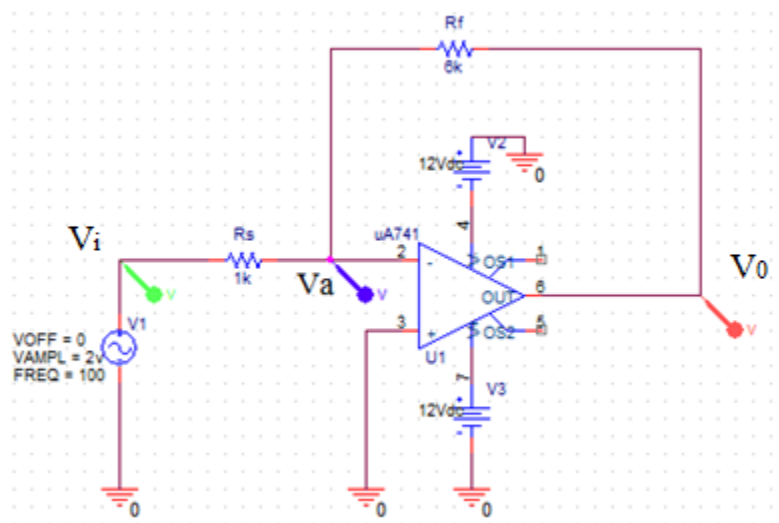 Rf
6k
V2
12Vdc
0
4
Vi
Rs
1k
Va
uA741
2
-
V-
OS1
1
OUT
6
V0
V
V
V
V1
VOFF = 0
VAMPL = 2v
FREQ = 100
3
+
V+
OS2
5
U1
7
V3
12Vdc
0
0
0